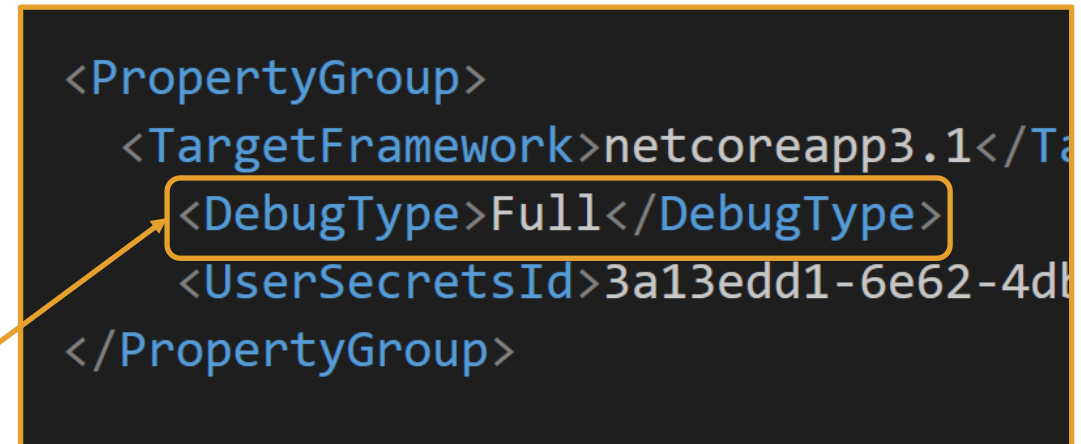 <PropertyGroup>
<TargetFramework>netcoreapp3.1</Ta
<DebugType>Full</DebugType>
<UserSecretsId>3a13edd1-6e62-4db
</PropertyGroup>